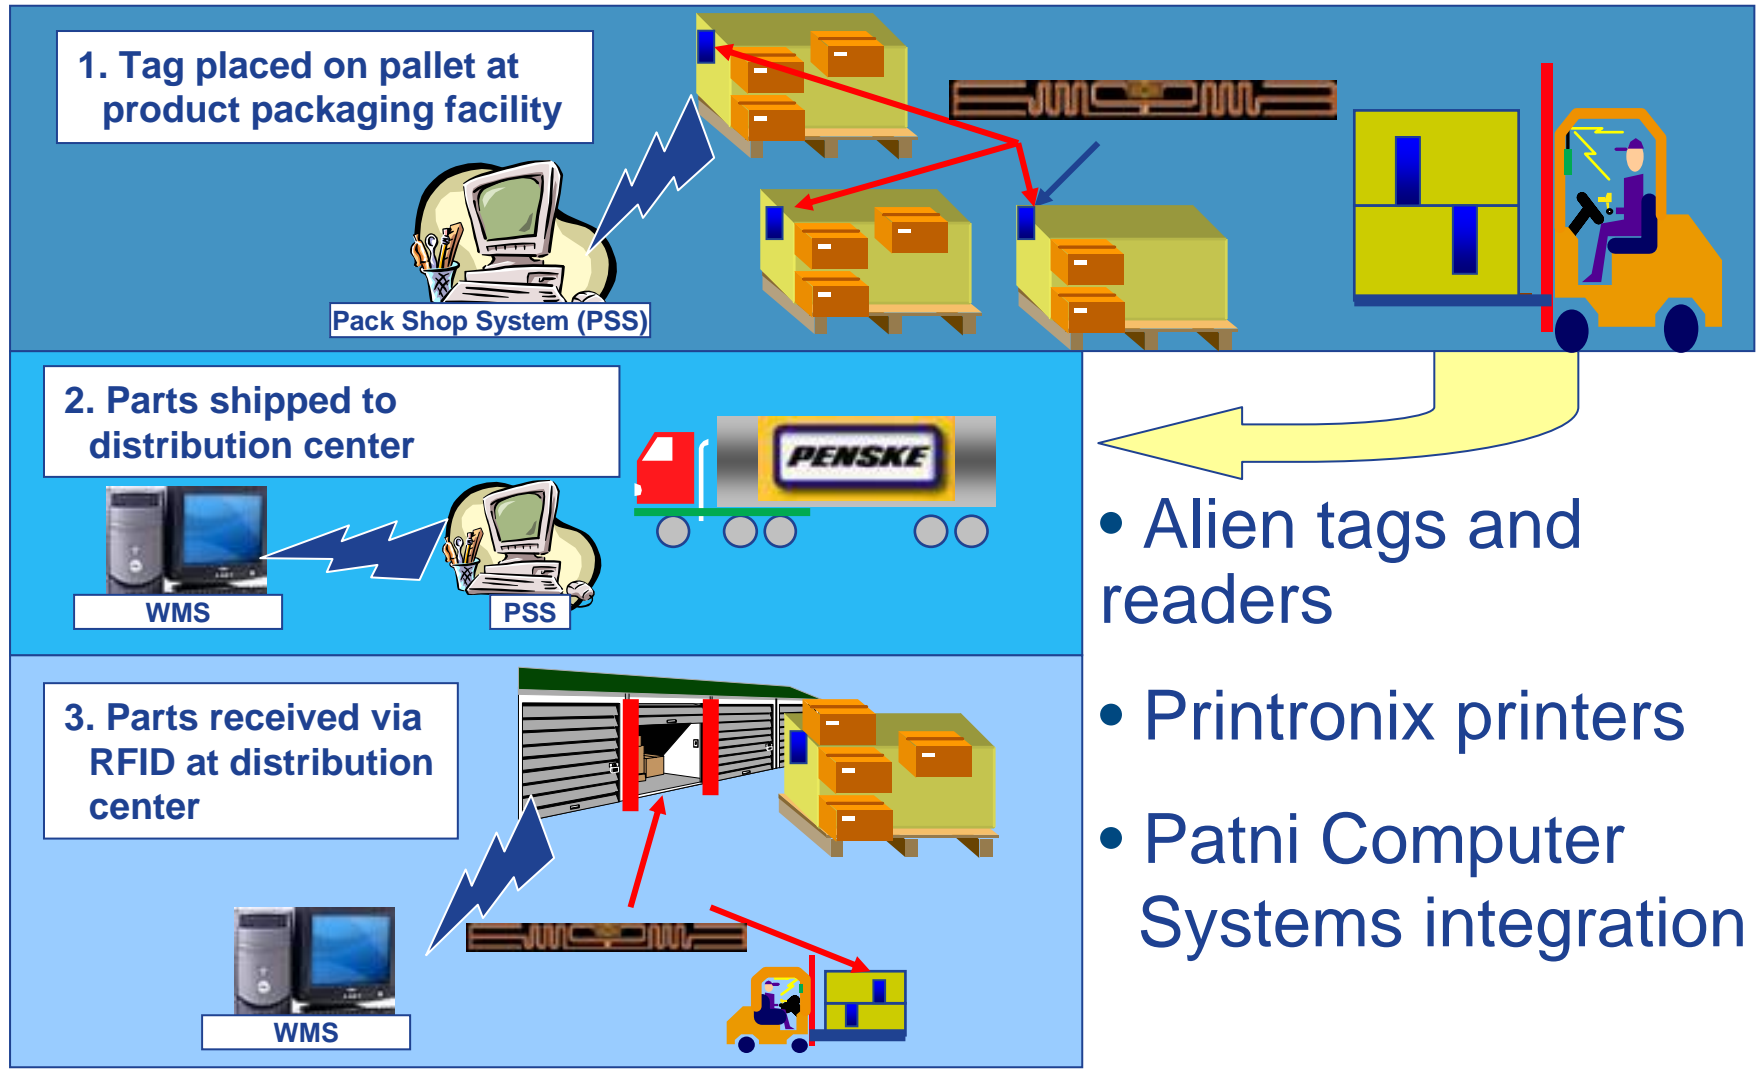 1. Tag placed on pallet at
product packaging facility
Pack Shop System (PSS)
2. Parts shipped to
distribution center
PENSKE
WMS
PSS
3. Parts received via
RFID at distribution
center
WMS
• Alien tags and
readers
• Printronix printers
• Patni Computer
Systems integration